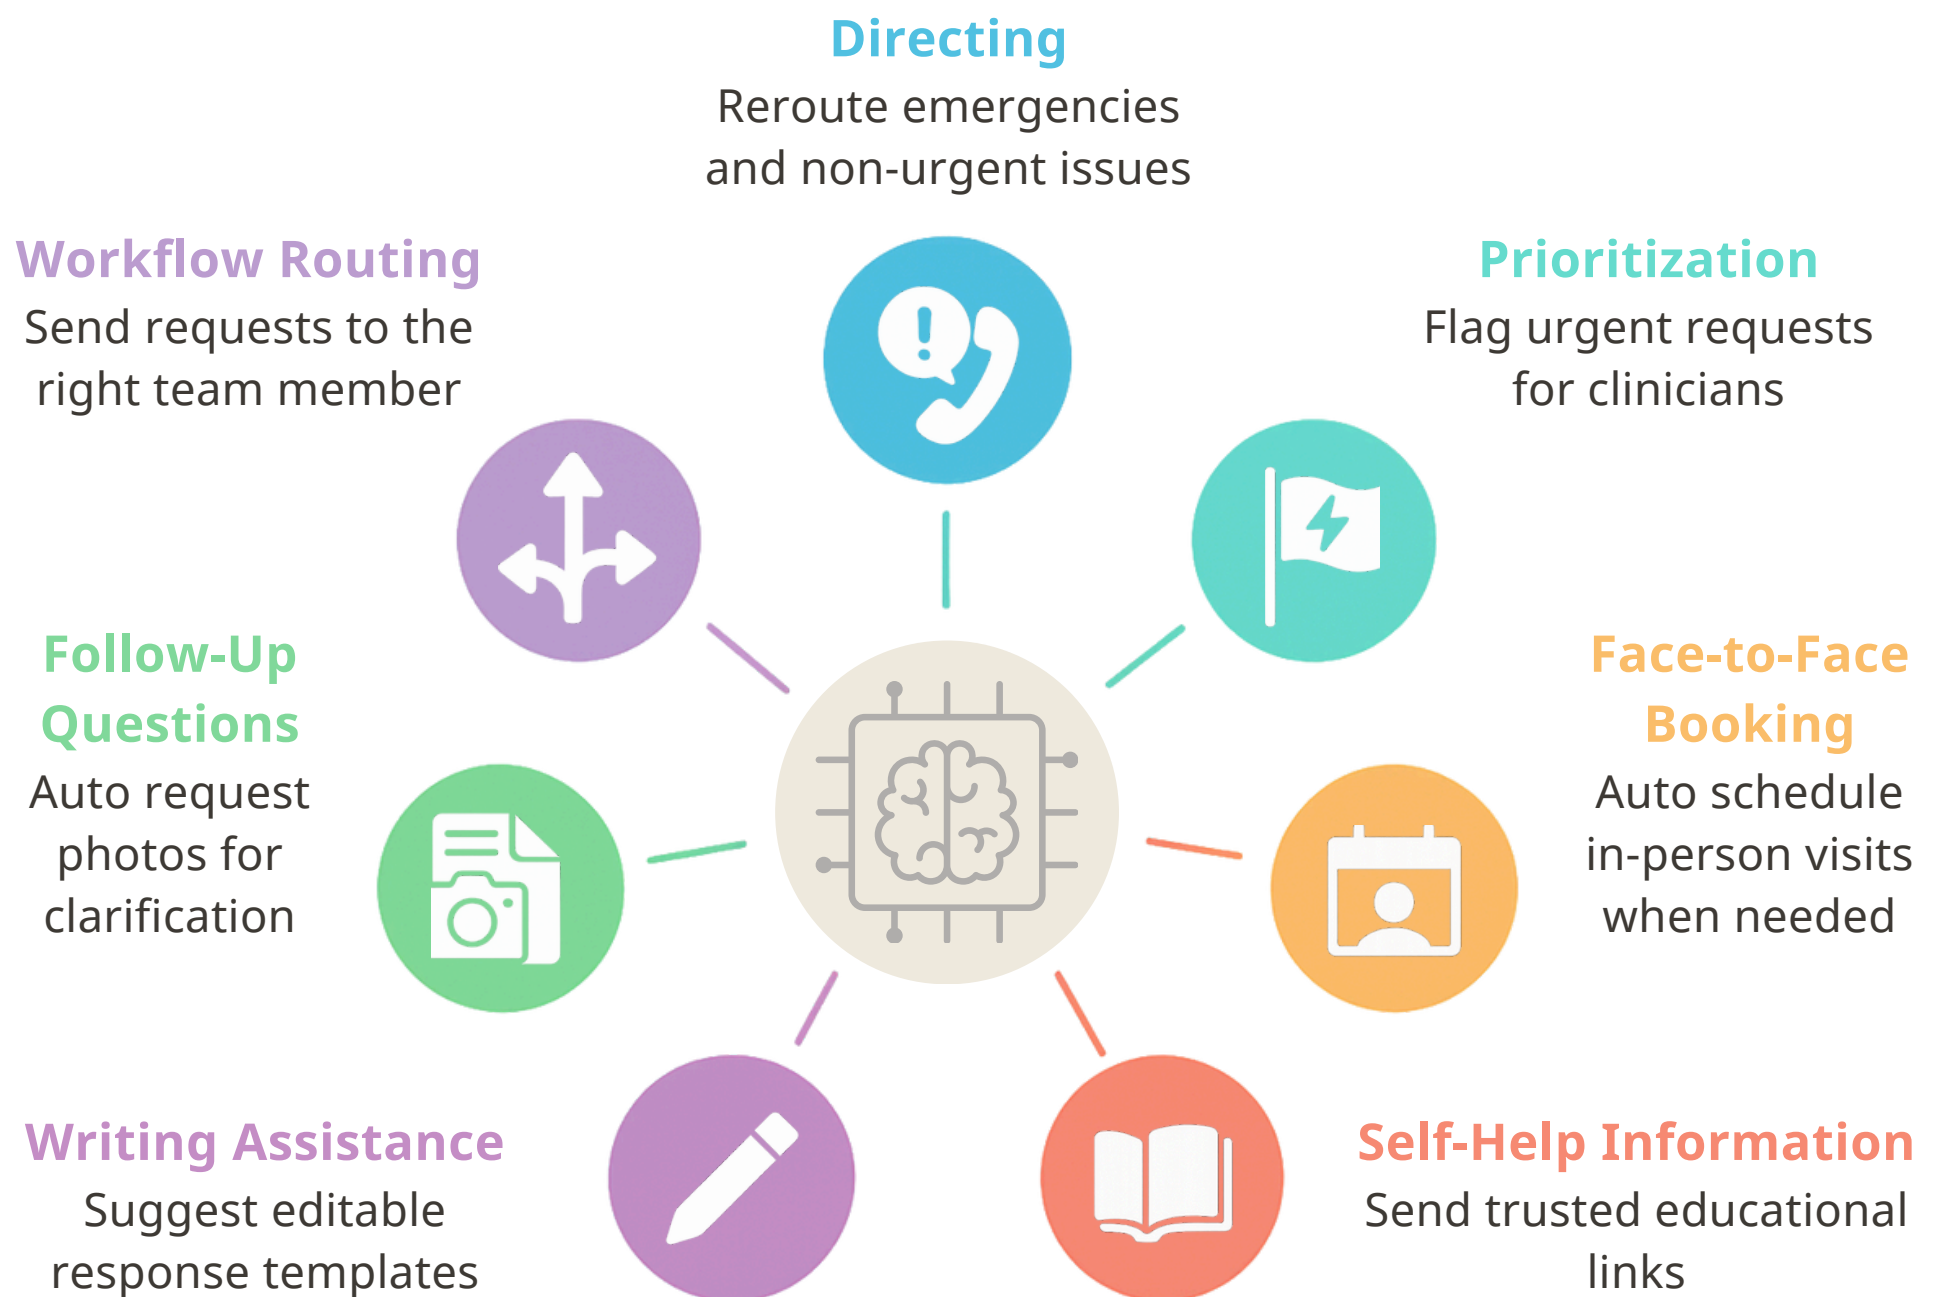 Directing
Reroute emergencies
and non-urgent issues
Workflow Routing
Send requests to the
right team member
Prioritization
Flag urgent requests
for clinicians
Follow-Up
Questions
Auto request
photos for
clarification
Face-to-Face
Booking
Auto schedule
in-person visits
when needed
Writing Assistance
Suggest editable
response templates
Self-Help Information
Send trusted educational
links